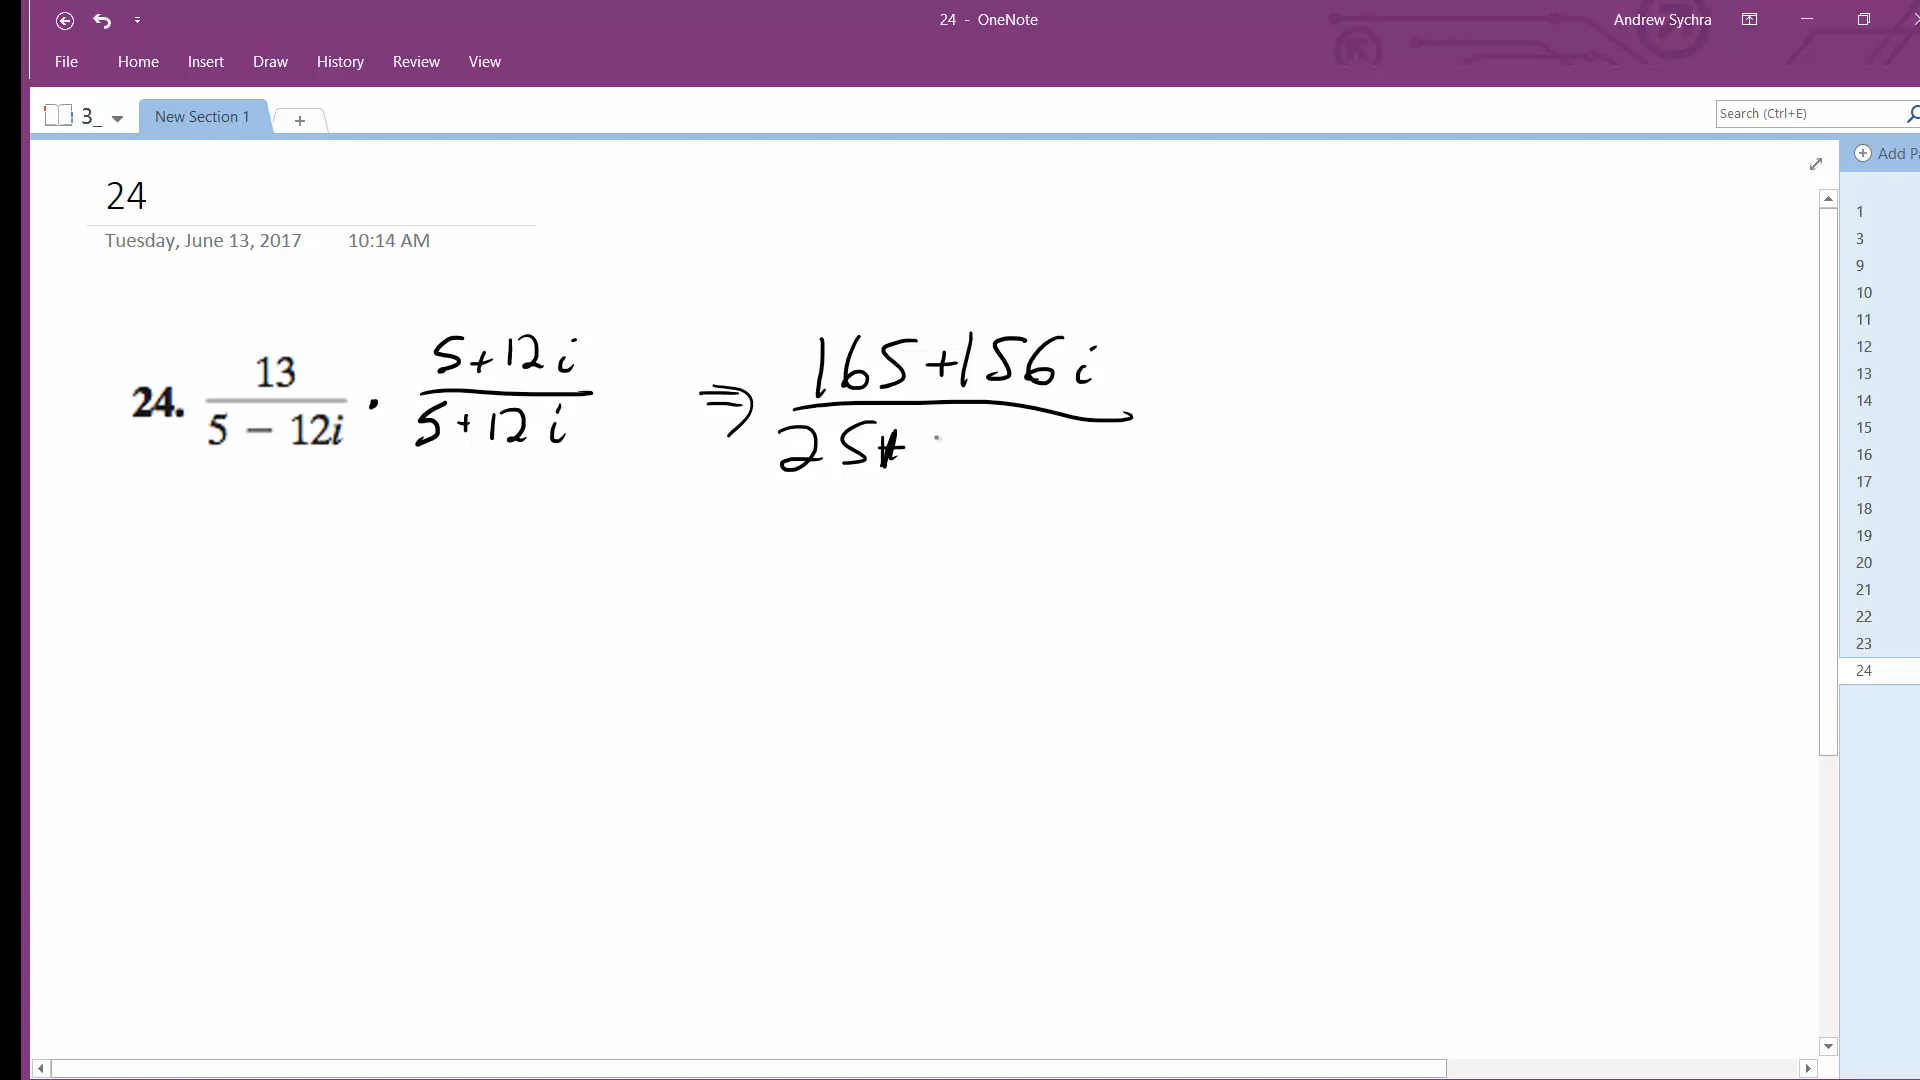 24 - OneNote
Andrew Sychra
File Home Insert Draw History Review View
3_ New Section 1 +
Search (Ctrl+E)
Add Pa
24
Tuesday, June 13, 2017 10:14 AM
24. 13 / (5 − 12i) · (5+12i) / (5+12i) ⇒ (165+156i) / (25+
1
3
9
10
11
12
13
14
15
16
17
18
19
20
21
22
23
24